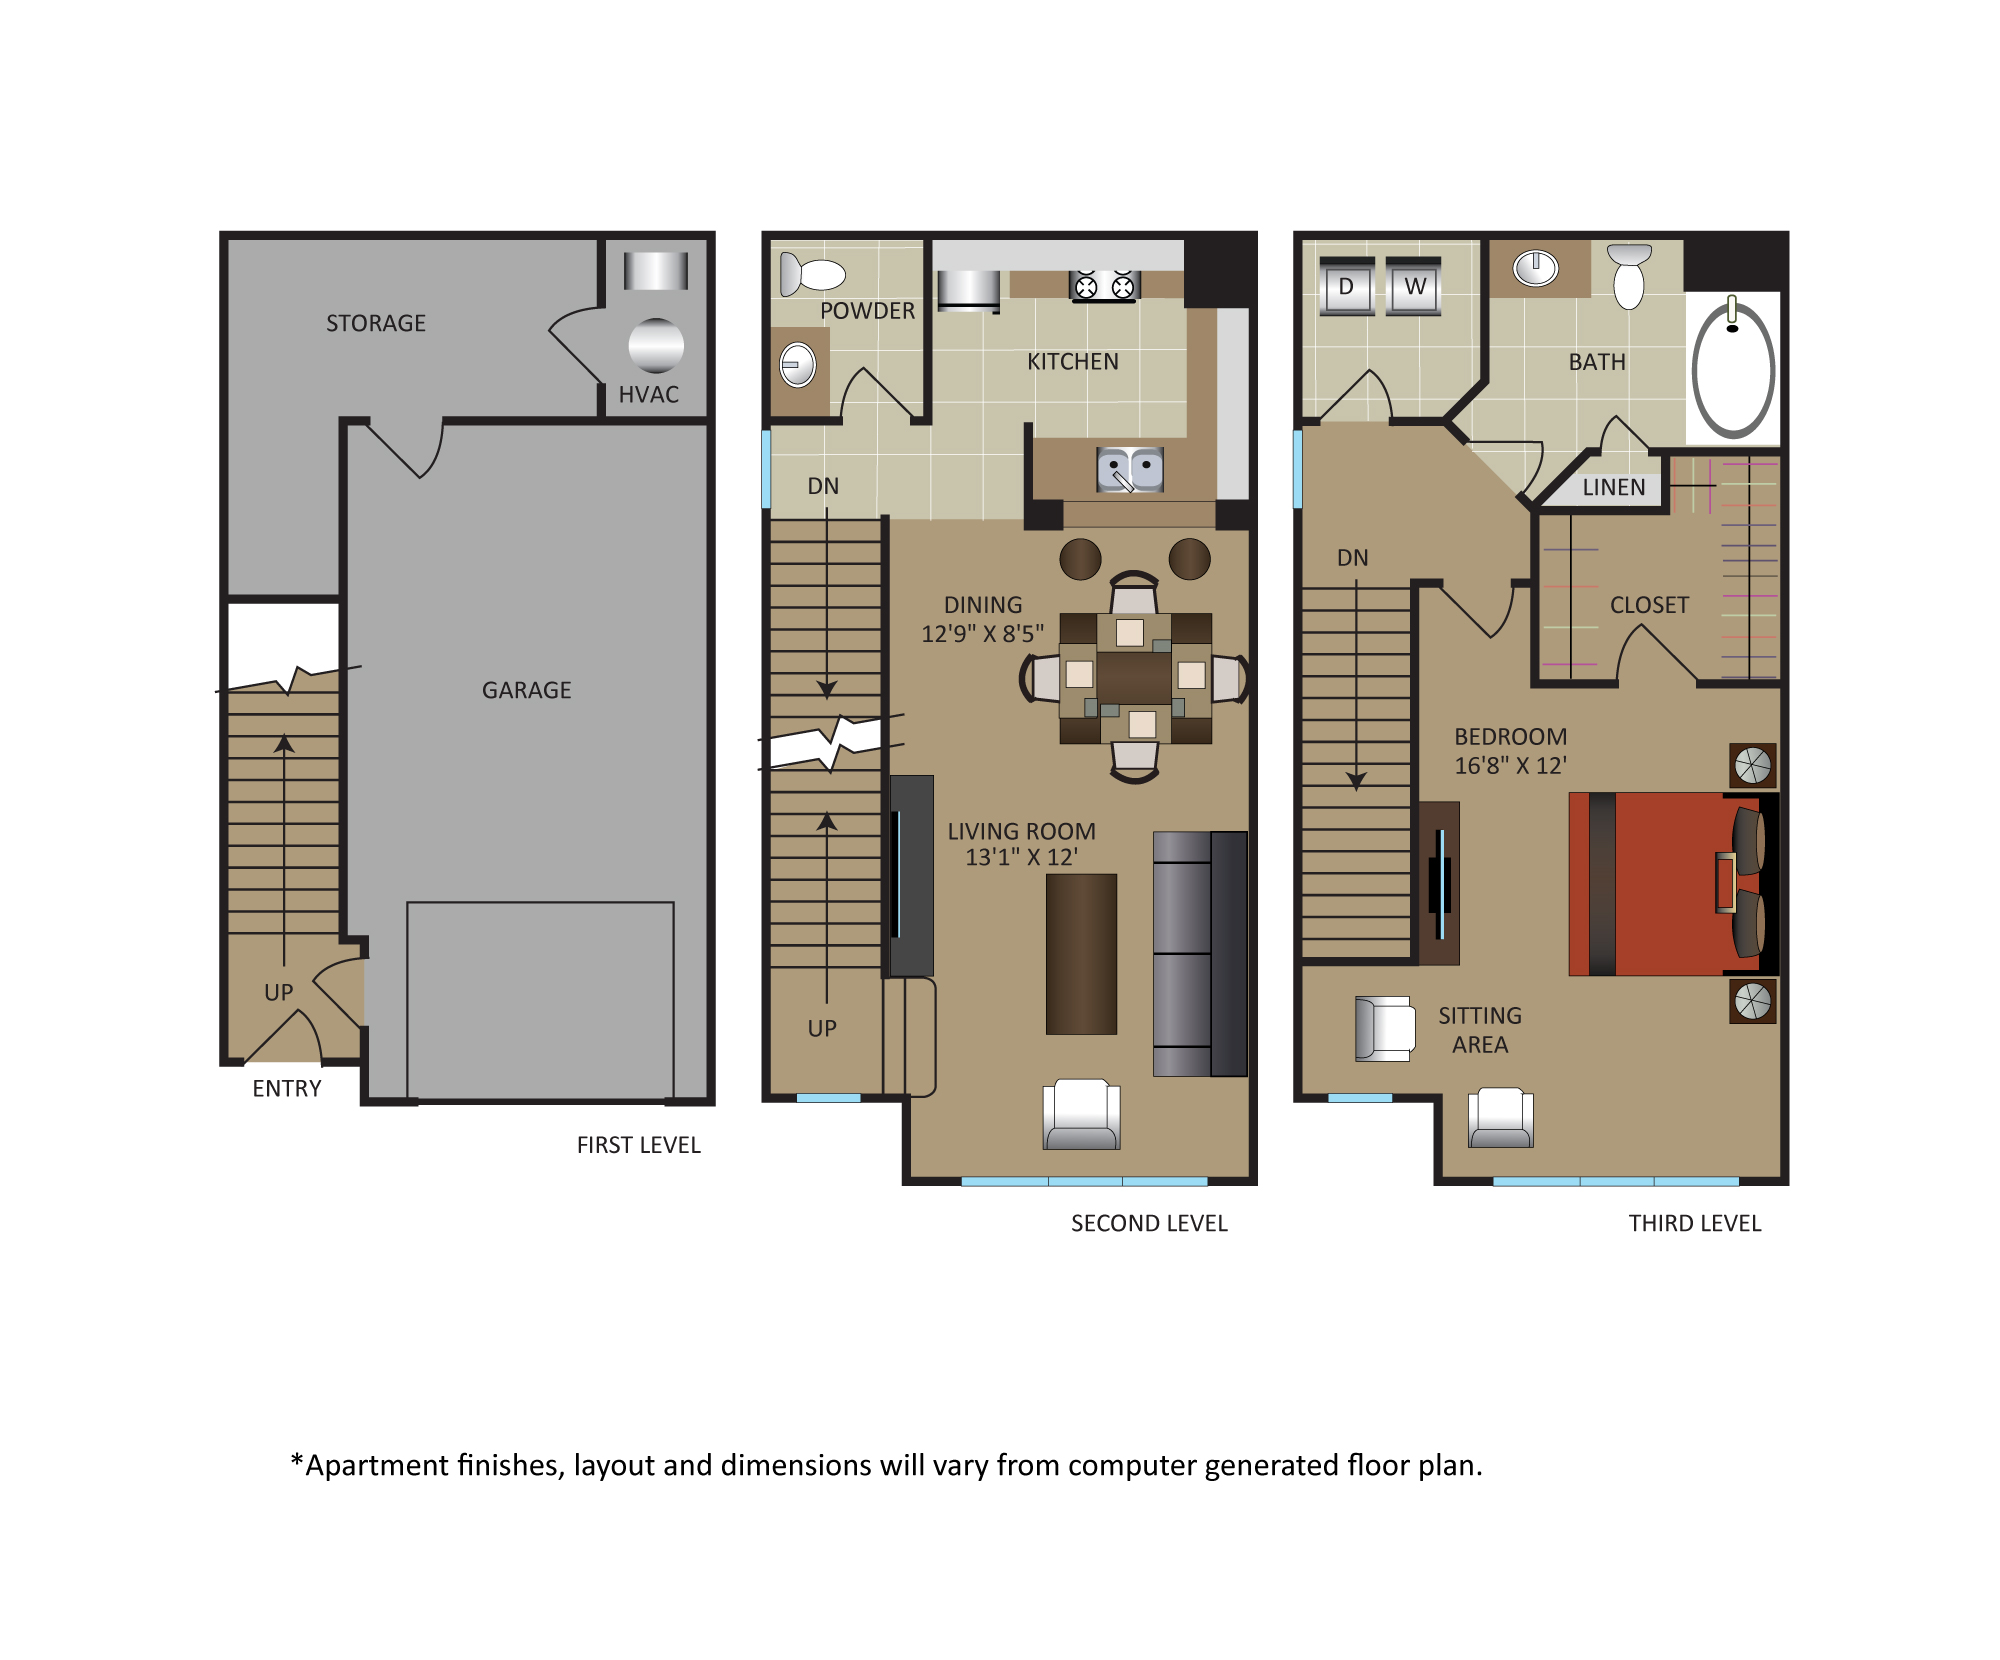 STORAGE
HVAC
GARAGE
UP
ENTRY
FIRST LEVEL
POWDER
KITCHEN
DN
DINING
12'9" X 8'5"
LIVING ROOM
13'1" X 12'
UP
SECOND LEVEL
D
W
BATH
LINEN
DN
CLOSET
BEDROOM
16'8" X 12'
SITTING
AREA
THIRD LEVEL
*Apartment finishes, layout and dimensions will vary from computer generated floor plan.